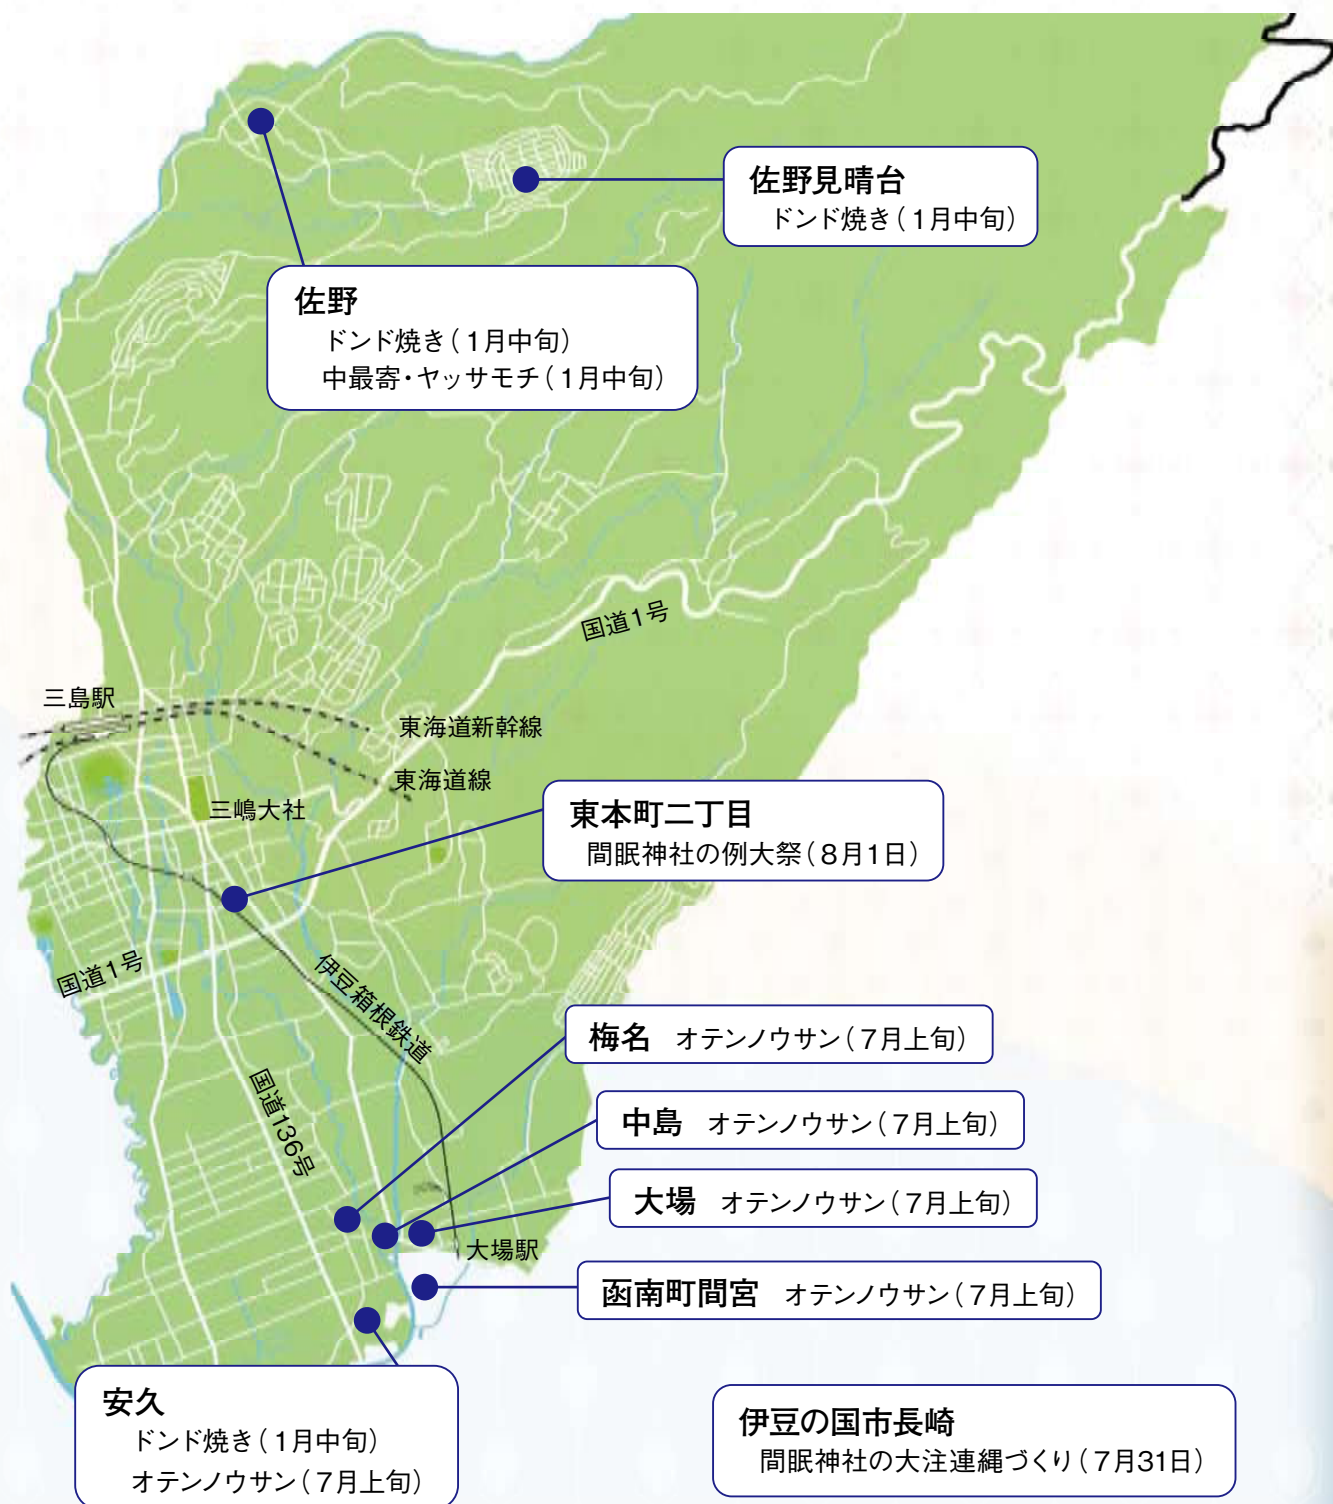 佐野見晴台
ドンド焼き(1月中旬)
佐野
ドンド焼き(1月中旬)
中最寄・ヤッサモチ(1月中旬)
国道1号
三島駅
東海道新幹線
東海道線
三嶋大社
東本町二丁目
間眠神社の例大祭(8月1日)
国道1号
伊豆箱根鉄道
梅名 オテンノウサン(7月上旬)
国道136号
中島 オテンノウサン(7月上旬)
大場 オテンノウサン(7月上旬)
大場駅
函南町間宮 オテンノウサン(7月上旬)
安久
ドンド焼き(1月中旬)
オテンノウサン(7月上旬)
伊豆の国市長崎
間眠神社の大注連縄づくり(7月31日)